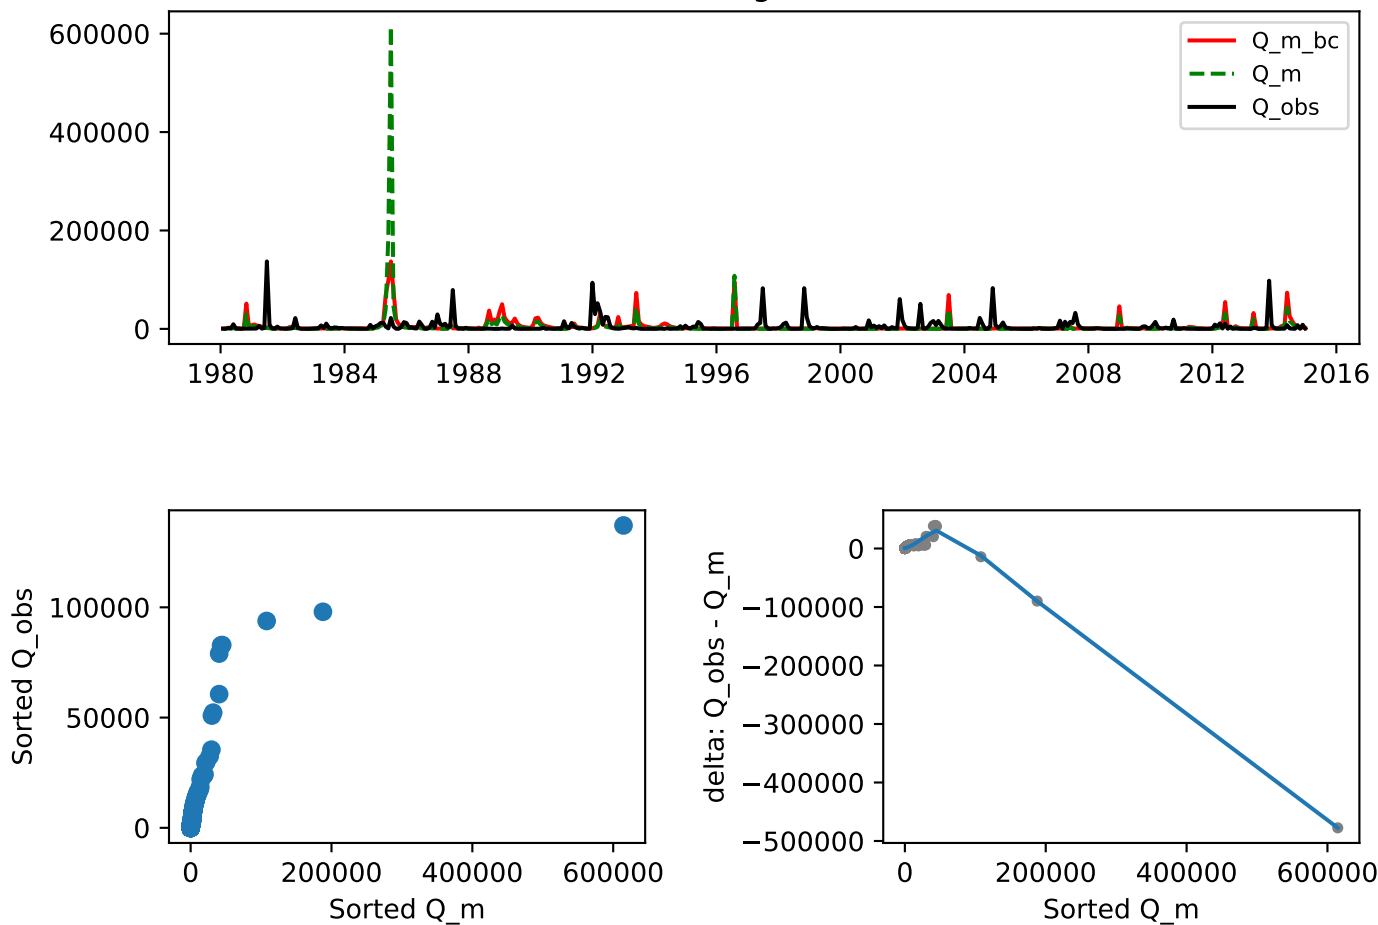 600000
400000
200000
0
Q_m_bc
Q_m
Q_obs
1980 1984 1988 1992 1996 2000 2004 2008 2012 2016
Sorted Q_obs
100000
50000
0
0 200000 400000 600000
Sorted Q_m
delta: Q_obs - Q_m
0
−100000
−200000
−300000
−400000
−500000
0 200000 400000 600000
Sorted Q_m